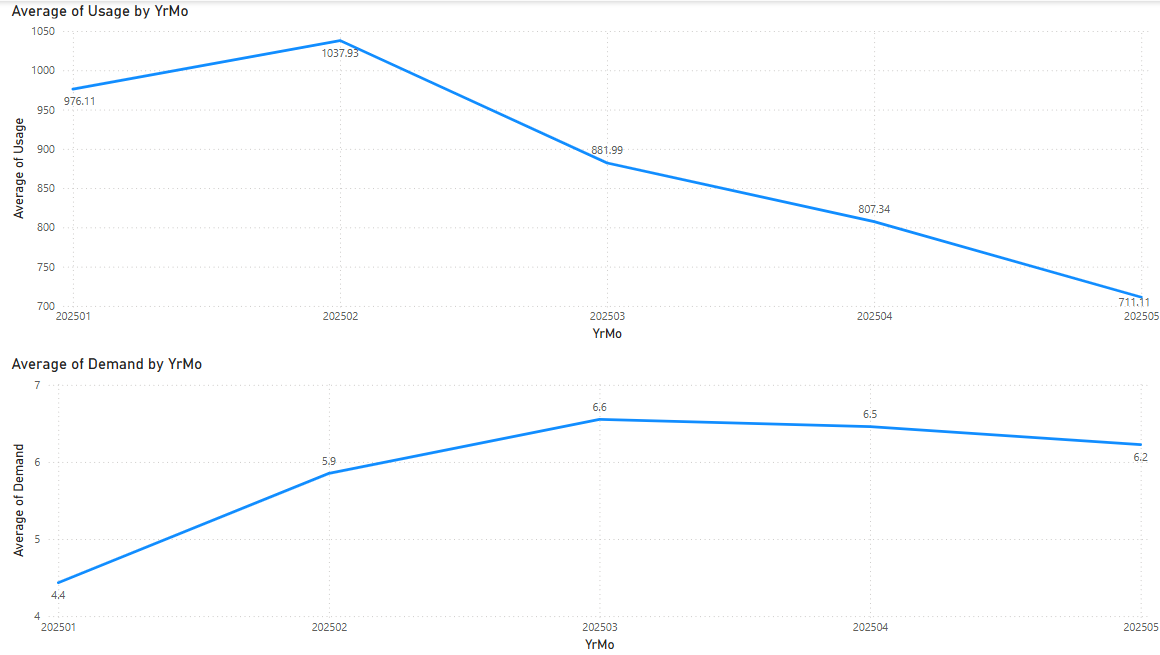 Average of Usage by YrMo
1050
1000
950
900
850
800
750
700
Average of Usage
976.11
1037.93
881.99
807.34
711.11
202501 202502 202503 202504 202505
YrMo
Average of Demand by YrMo
7
6
5
4
Average of Demand
4.4
5.9
6.6
6.5
6.2
202501 202502 202503 202504 202505
YrMo